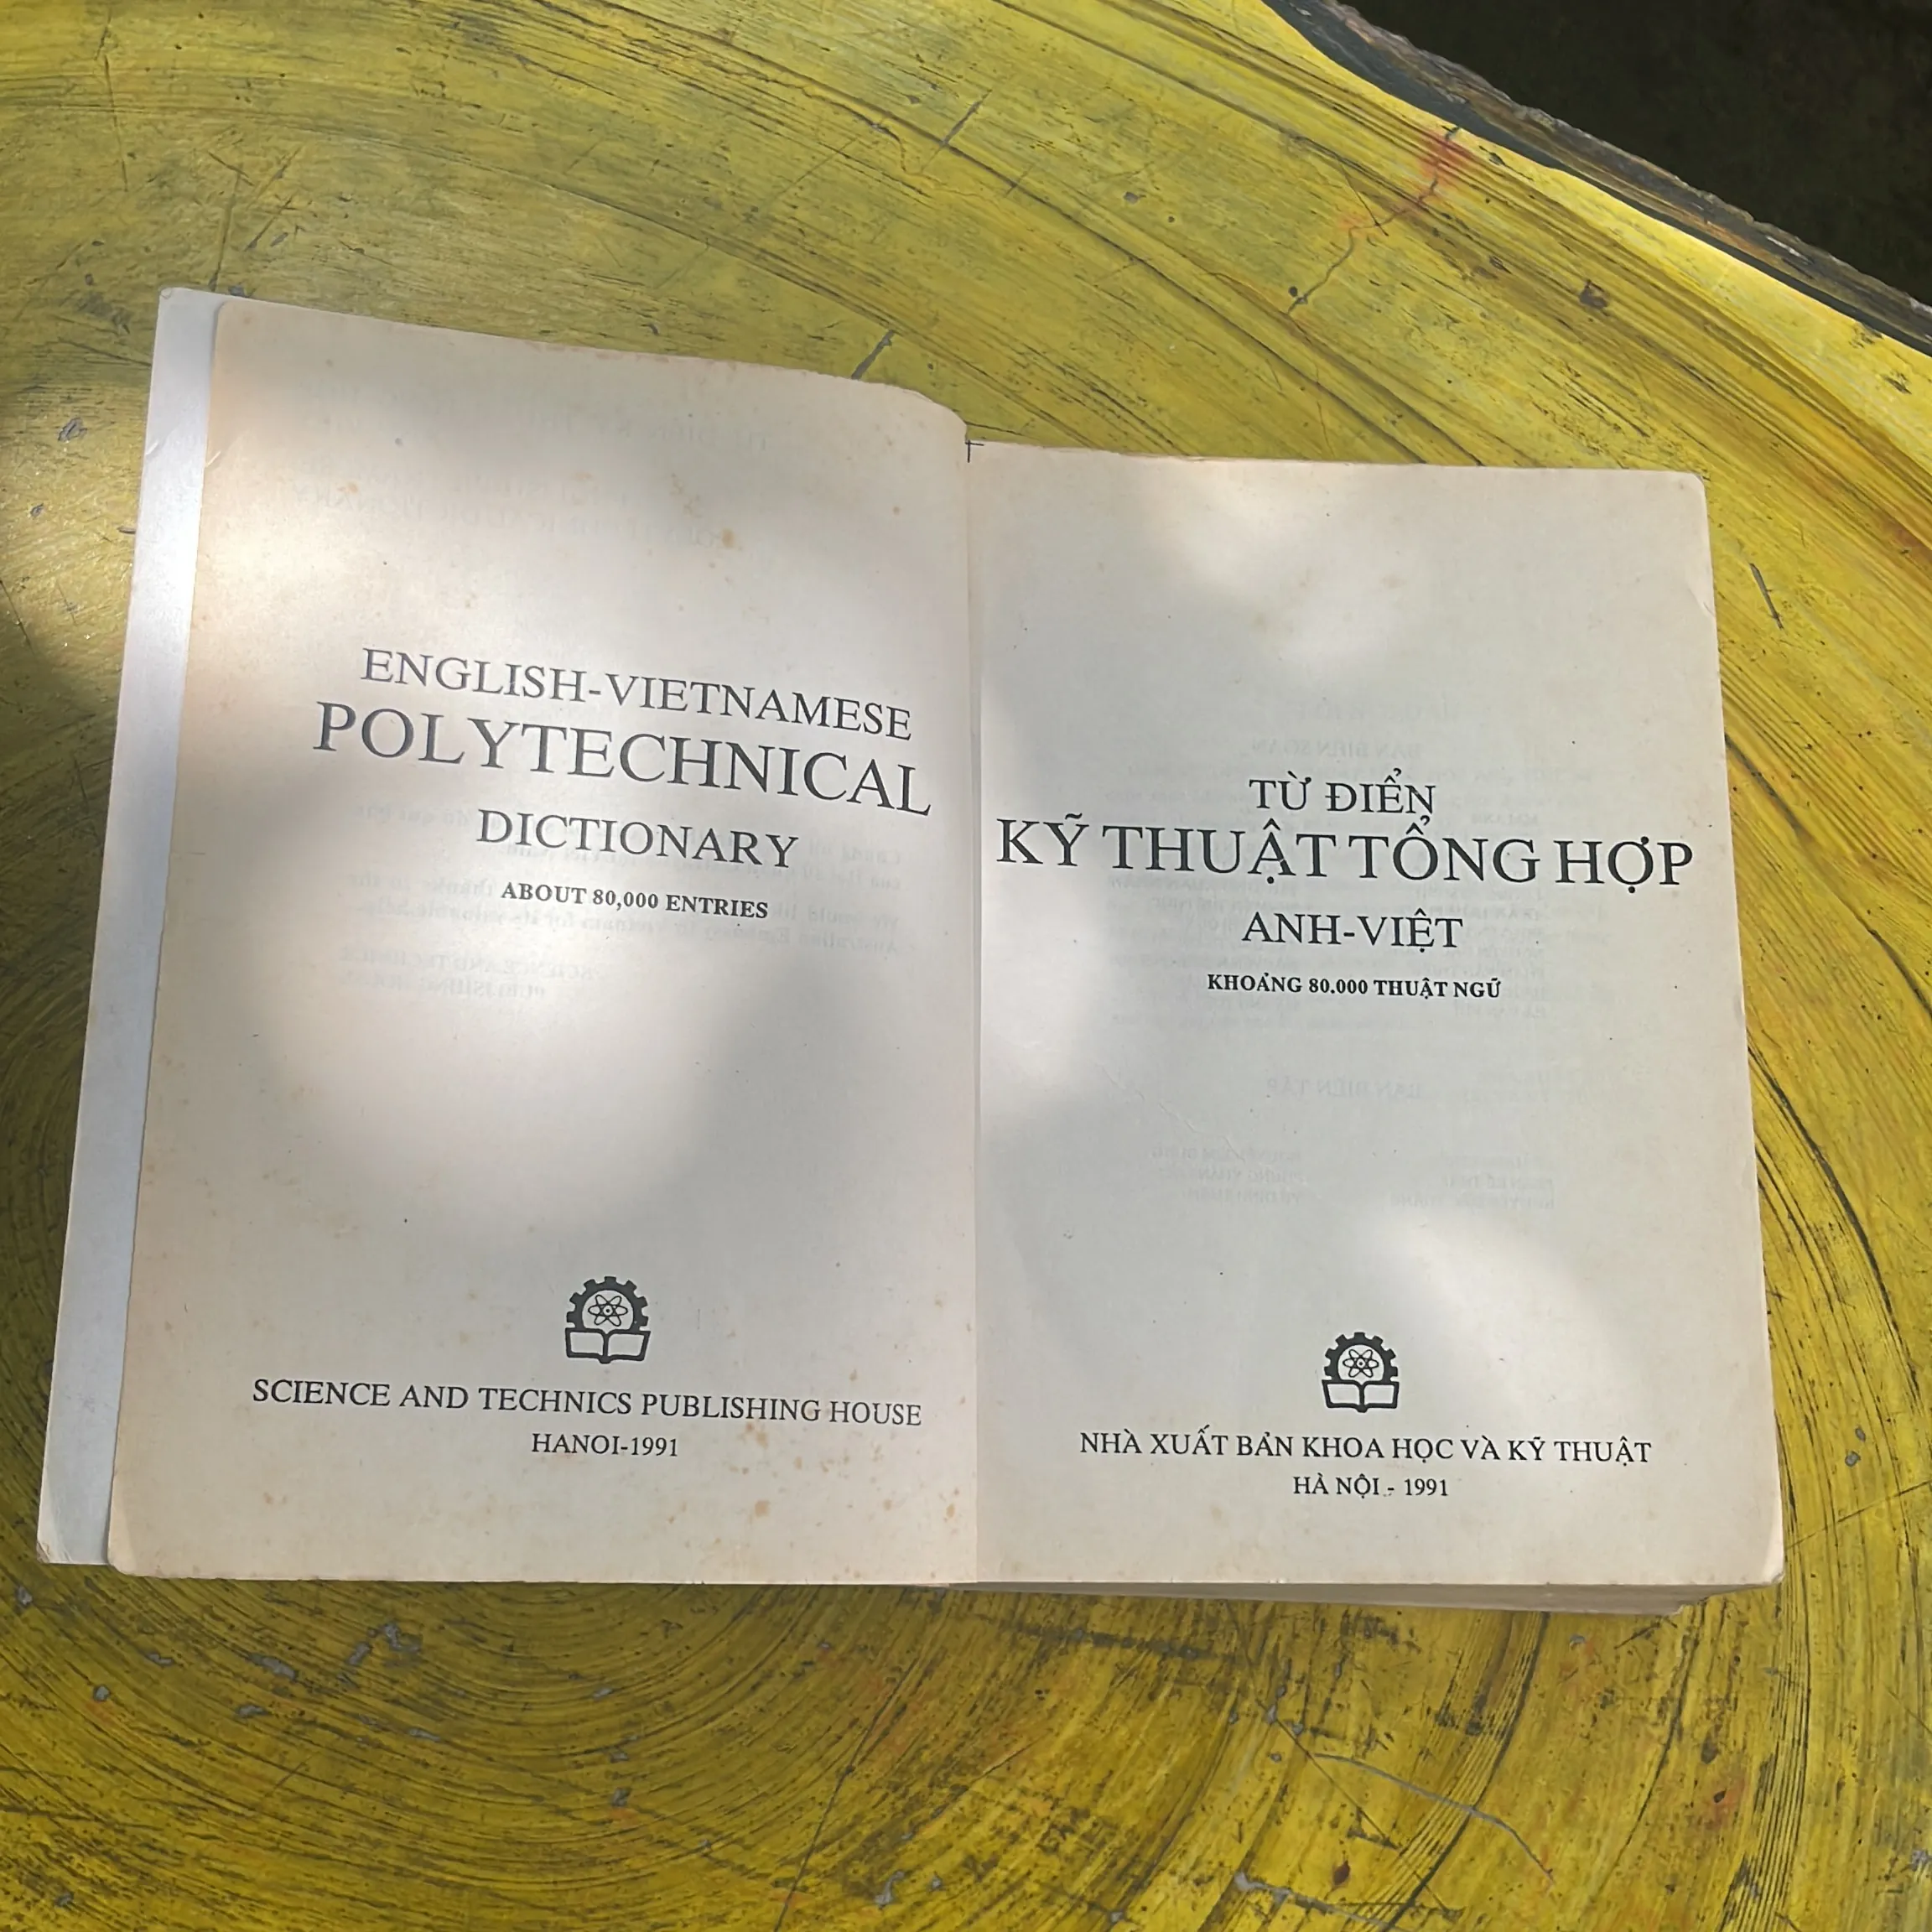 ENGLISH-VIETNAMESE
POLYTECHNICAL
DICTIONARY
ABOUT 80,000 ENTRIES
SCIENCE AND TECHNICS PUBLISHING HOUSE
HANOI-1991
TỪ ĐIỂN
KỸ THUẬT TỔNG HỢP
ANH-VIỆT
KHOẢNG 80.000 THUẬT NGỮ
NHÀ XUẤT BẢN KHOA HỌC VÀ KỸ THUẬT
HÀ NỘI - 1991